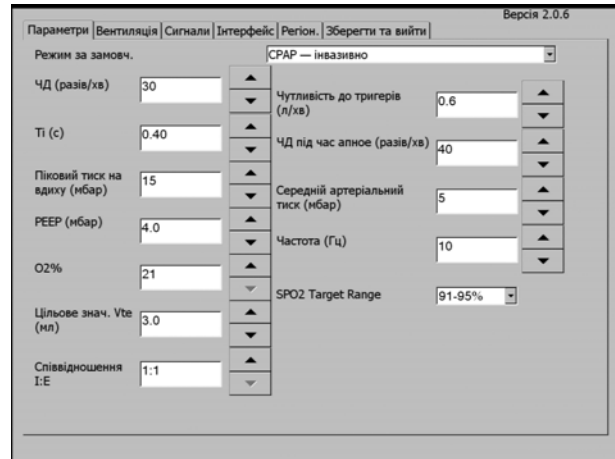 Версія 2.0.6
Параметри Вентиляція Сигнали Інтерфейс Регіон. Зберегти та вийти
Режим за замовч.
CPAP — інвазивно
ЧД (разів/хв)
30
Ti (с)
0.40
Піковий тиск на
вдиху (мбар)
15
PEEP (мбар)
4.0
O2%
21
Цільове знач. Vte
(мл)
3.0
Співвідношення
I:E
1:1
Чутливість до тригерів
(л/хв)
0.6
ЧД під час апное (разів/хв)
40
Середній артеріальний
тиск (мбар)
5
Частота (Гц)
10
SPO2 Target Range
91-95%